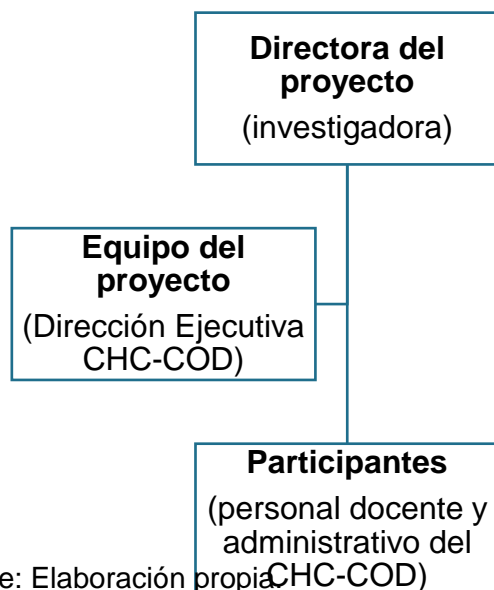 Directora del
proyecto
(investigadora)
Equipo del
proyecto
(Dirección Ejecutiva
CHC-COD)
Participantes
(personal docente y
administrativo del
CHC-COD)
e: Elaboración propia.